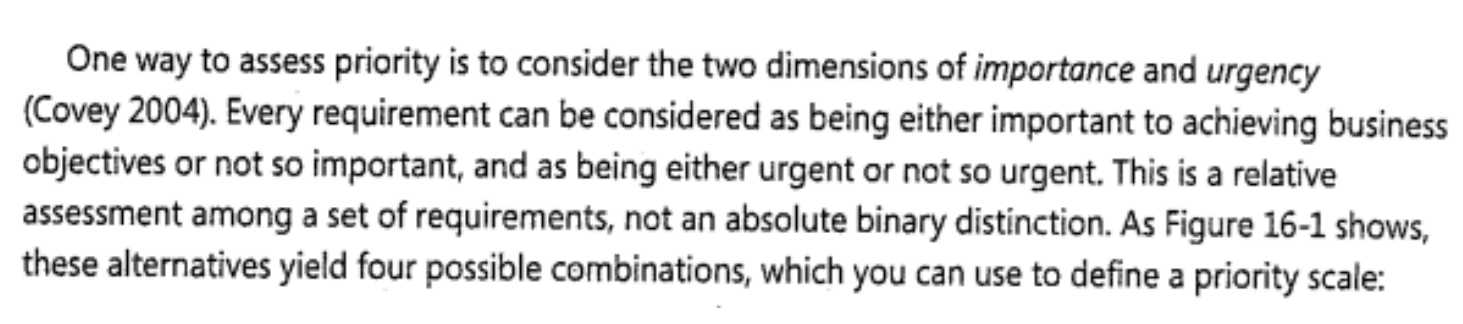 One way to assess priority is to consider the two dimensions of importance and urgency
(Covey 2004). Every requirement can be considered as being either important to achieving business
objectives or not so important, and as being either urgent or not so urgent. This is a relative
assessment among a set of requirements, not an absolute binary distinction. As Figure 16-1 shows,
these alternatives yield four possible combinations, which you can use to define a priority scale: